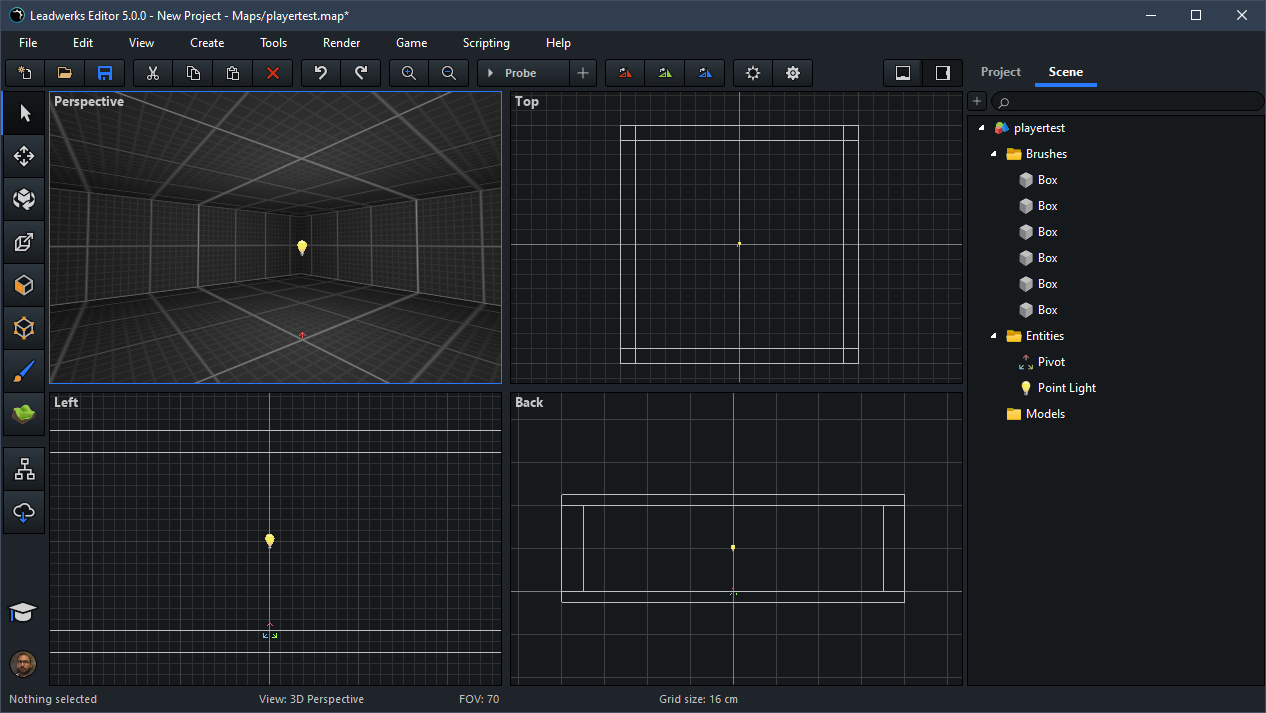 Leadwerks Editor 5.0.0 - New Project - Maps/playertest.map*
File Edit View Create Tools Render Game Scripting Help
Probe
Project Scene
Perspective
Top
Left
Back
playertest
Brushes
Box
Box
Box
Box
Box
Box
Entities
Pivot
Point Light
Models
Nothing selected View: 3D Perspective FOV: 70 Grid size: 16 cm